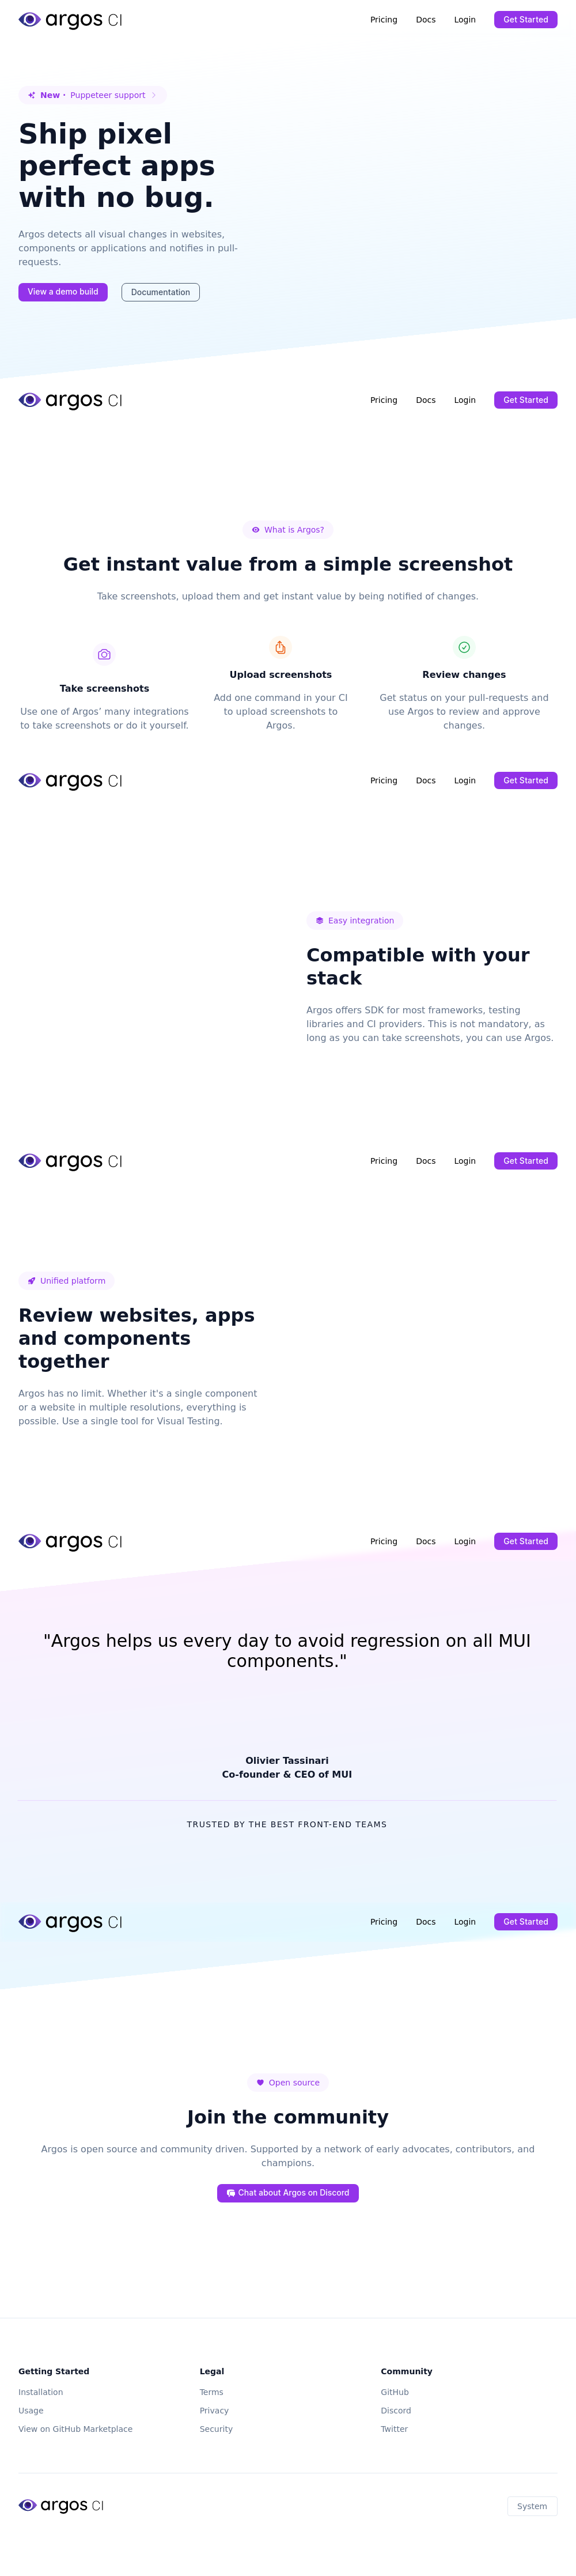 argos CI
Pricing Docs Login Get Started
New · Puppeteer support
Ship pixel
perfect apps
with no bug.
Argos detects all visual changes in websites,
components or applications and notifies in pull-
requests.
View a demo build Documentation
argos CI
Pricing Docs Login Get Started
What is Argos?
Get instant value from a simple screenshot
Take screenshots, upload them and get instant value by being notified of changes.
Take screenshots
Use one of Argos’ many integrations
to take screenshots or do it yourself.
Upload screenshots
Add one command in your CI
to upload screenshots to
Argos.
Review changes
Get status on your pull-requests and
use Argos to review and approve
changes.
argos CI
Pricing Docs Login Get Started
Easy integration
Compatible with your
stack
Argos offers SDK for most frameworks, testing
libraries and CI providers. This is not mandatory, as
long as you can take screenshots, you can use Argos.
argos CI
Pricing Docs Login Get Started
Unified platform
Review websites, apps
and components
together
Argos has no limit. Whether it's a single component
or a website in multiple resolutions, everything is
possible. Use a single tool for Visual Testing.
argos CI
Pricing Docs Login Get Started
"Argos helps us every day to avoid regression on all MUI
components."
Olivier Tassinari
Co-founder & CEO of MUI
TRUSTED BY THE BEST FRONT-END TEAMS
argos CI
Pricing Docs Login Get Started
Open source
Join the community
Argos is open source and community driven. Supported by a network of early advocates, contributors, and
champions.
Chat about Argos on Discord
Getting Started
Installation
Usage
View on GitHub Marketplace
Legal
Terms
Privacy
Security
Community
GitHub
Discord
Twitter
argos CI
System